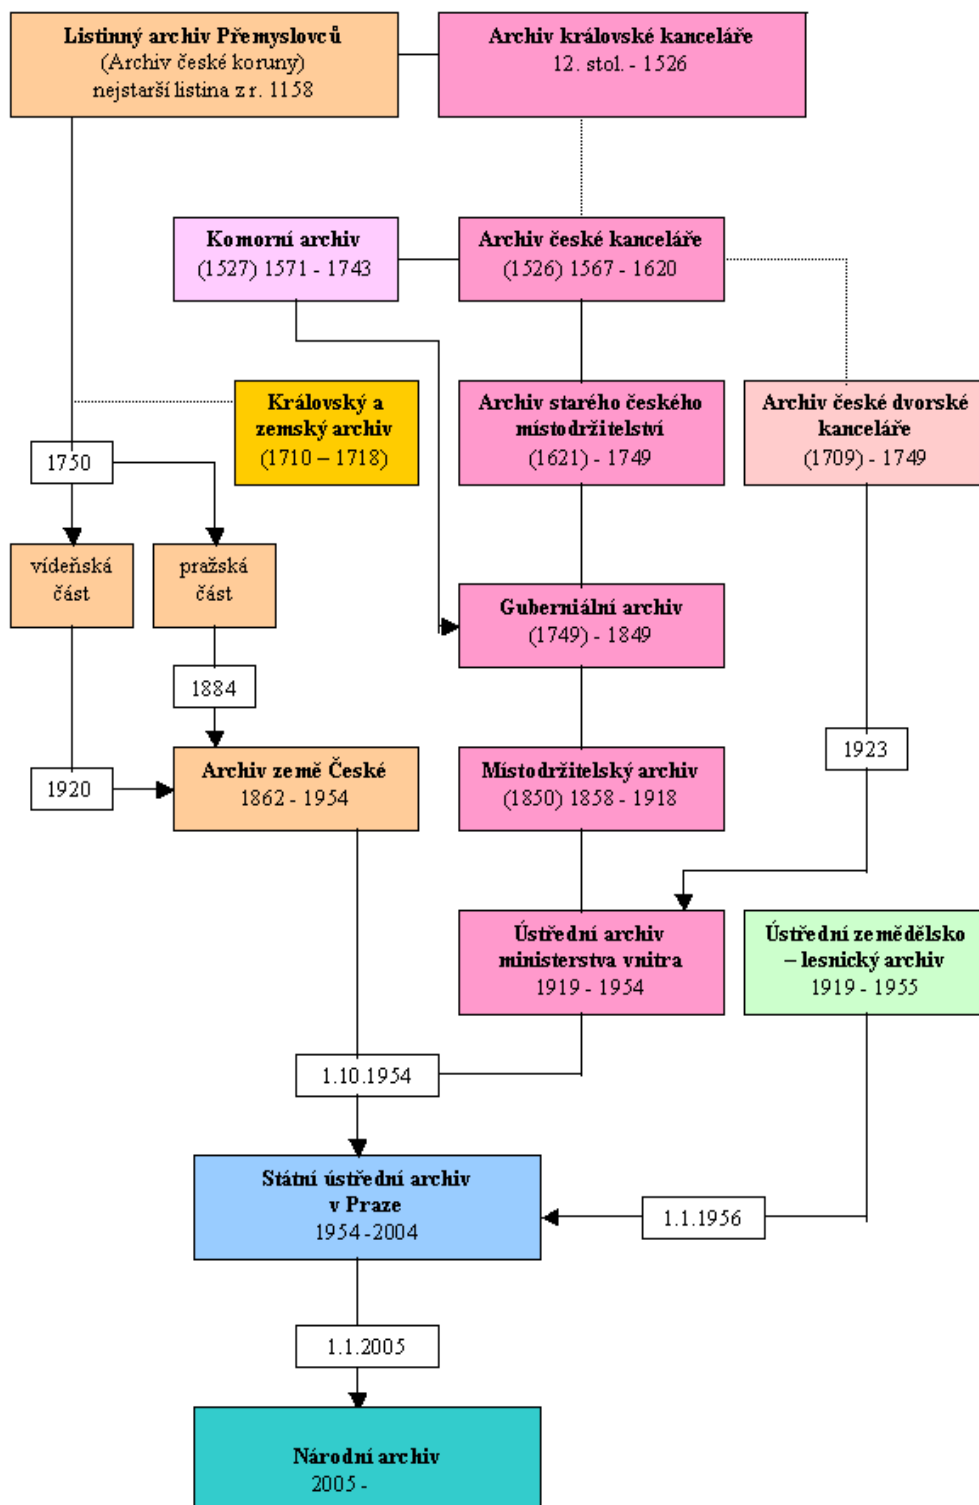 Listinný archiv Přemyslovců
(Archiv české koruny)
nejstarší listina z r. 1158
Archiv královské kanceláře
12. stol. - 1526
Komorní archiv
(1527) 1571 - 1743
Archiv české kanceláře
(1526) 1567 - 1620
Královský a
zemský archiv
(1710 – 1718)
Archiv starého českého
místodržitelství
(1621) - 1749
Archiv české dvorské
kanceláře
(1709) - 1749
1750
vídeňská
část
pražská
část
Guberniální archiv
(1749) - 1849
1884
1923
Archiv země České
1862 - 1954
Místodržitelský archiv
(1850) 1858 - 1918
1920
Ústřední archiv
ministerstva vnitra
1919 - 1954
Ústřední zemědělsko
– lesnický archiv
1919 - 1955
1.10.1954
Státní ústřední archiv
v Praze
1954 -2004
1.1.1956
1.1.2005
Národní archiv
2005 -